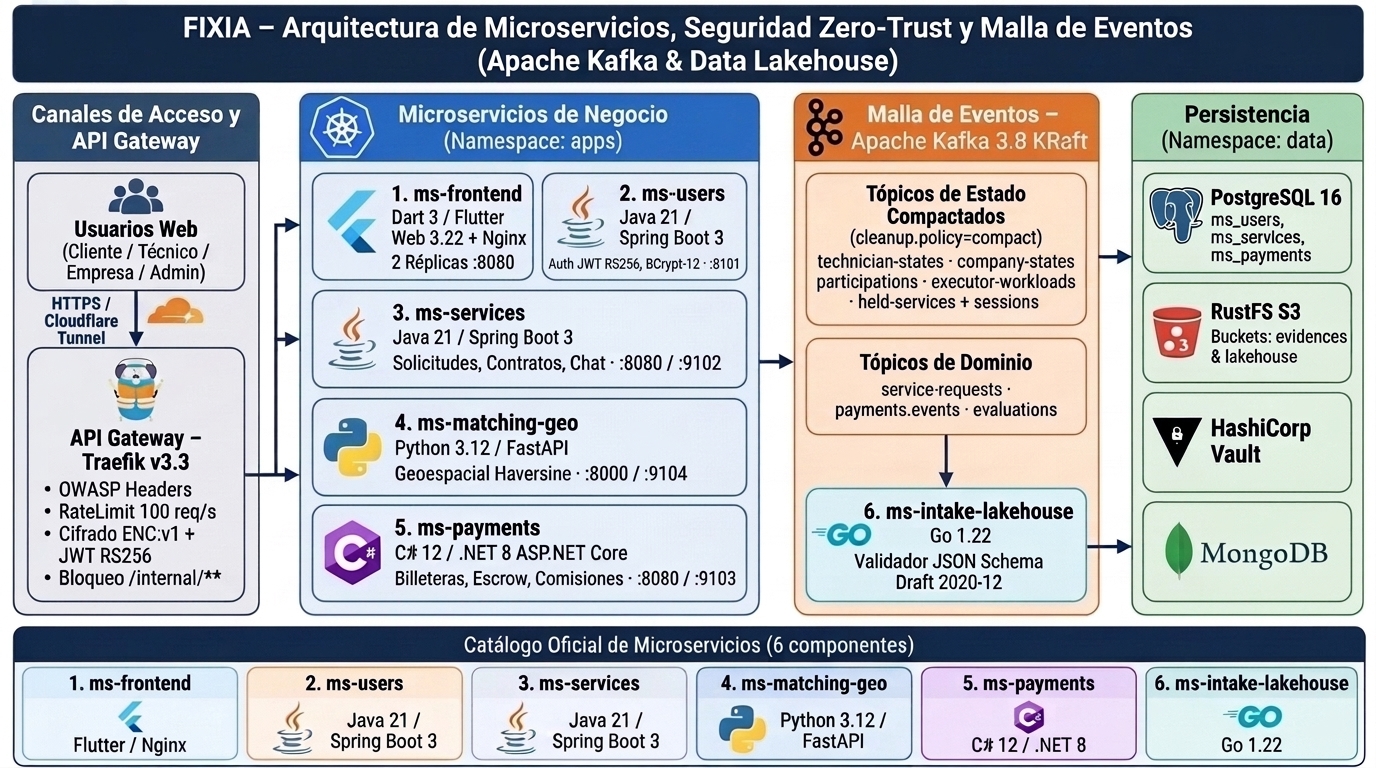 FIXIA – Arquitectura de Microservicios, Seguridad Zero-Trust y Malla de Eventos
(Apache Kafka & Data Lakehouse)
Canales de Acceso y
API Gateway
Usuarios Web
(Cliente / Técnico /
Empresa / Admin)
HTTPS /
Cloudflare
Tunnel
API Gateway –
Traefik v3.3
• OWASP Headers
• RateLimit 100 req/s
• Cifrado ENC:v1 +
JWT RS256
• Bloqueo /internal/**
Microservicios de Negocio
(Namespace: apps)
1. ms-frontend
Dart 3 / Flutter
Web 3.22 + Nginx
2 Réplicas :8080
2. ms-users
Java 21 /
Spring Boot 3
Auth JWT RS256, BCrypt-12 · :8101
3. ms-services
Java 21 / Spring Boot 3
Solicitudes, Contratos, Chat · :8080 / :9102
4. ms-matching-geo
Python 3.12 / FastAPI
Geoespacial Haversine · :8000 / :9104
5. ms-payments
C# 12 / .NET 8 ASP.NET Core
Billeteras, Escrow, Comisiones · :8080 / :9103
Malla de Eventos –
Apache Kafka 3.8 KRaft
Tópicos de Estado
Compactados
(cleanup.policy=compact)
technician-states · company-states
participations · executor-workloads
· held-services + sessions
Tópicos de Dominio
service-requests ·
payments.events · evaluations
6. ms-intake-lakehouse
GO
Go 1.22
Validador JSON Schema
Draft 2020-12
Persistencia
(Namespace: data)
PostgreSQL 16
ms_users,
ms_services,
ms_payments
RustFS S3
Buckets: evidences
& lakehouse
3
HashiCorp
Vault
MongoDB
Catálogo Oficial de Microservicios (6 componentes)
1. ms-frontend
Flutter / Nginx
2. ms-users
Java 21 /
Spring Boot 3
3. ms-services
Java 21 /
Spring Boot 3
4. ms-matching-geo
Python 3.12 /
FastAPI
5. ms-payments
C#
C# 12 / .NET 8
6. ms-intake-lakehouse
GO
Go 1.22